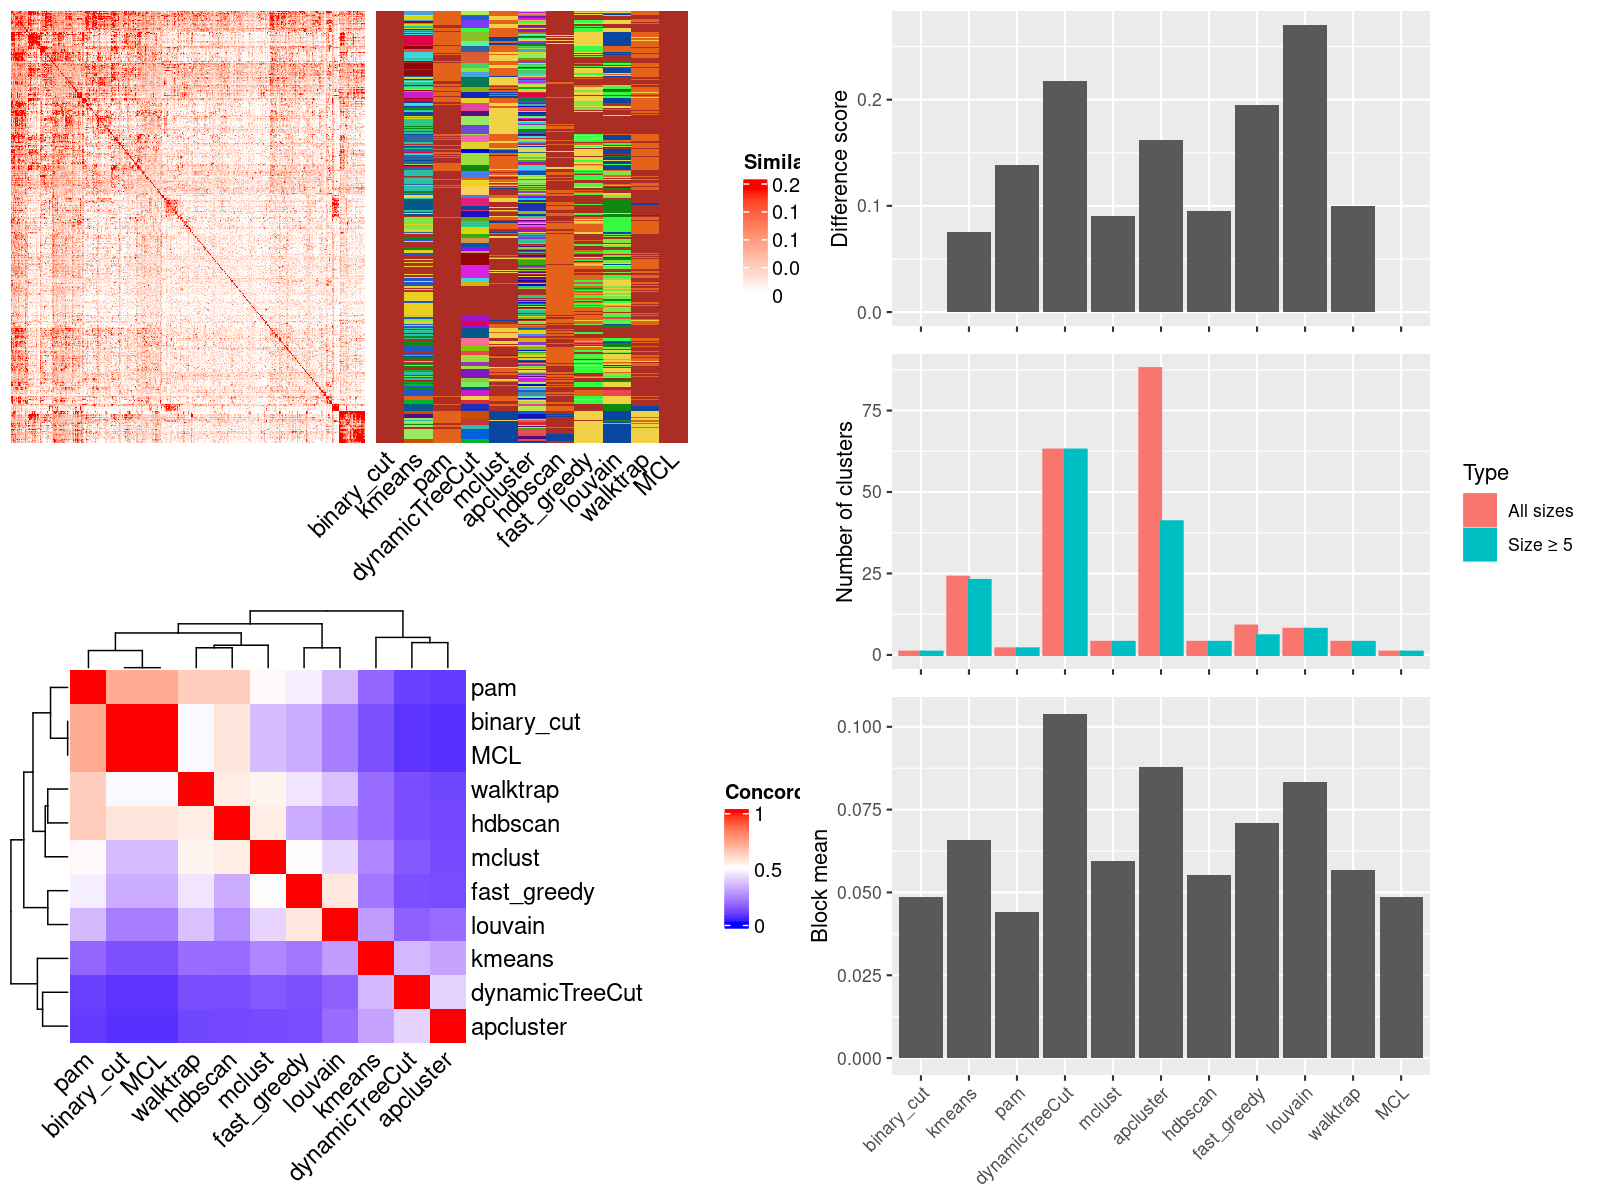 Simila
0.2
0.1
0.1
0.0
0
binary_cut
kmeans
pam
dynamicTreeCut
mclust
apcluster
hdbscan
fast_greedy
louvain
walktrap
MCL
pam
binary_cut
MCL
walktrap
hdbscan
mclust
fast_greedy
louvain
kmeans
dynamicTreeCut
apcluster
pam
binary_cut
MCL
walktrap
hdbscan
mclust
fast_greedy
louvain
kmeans
dynamicTreeCut
apcluster
Concord
1
0.5
0
Difference score
0.2
0.1
0.0
Number of clusters
75
50
25
0
Type
All sizes
Size ≥ 5
Block mean
0.100
0.075
0.050
0.025
0.000
binary_cut
kmeans
pam
dynamicTreeCut
mclust
apcluster
hdbscan
fast_greedy
louvain
walktrap
MCL